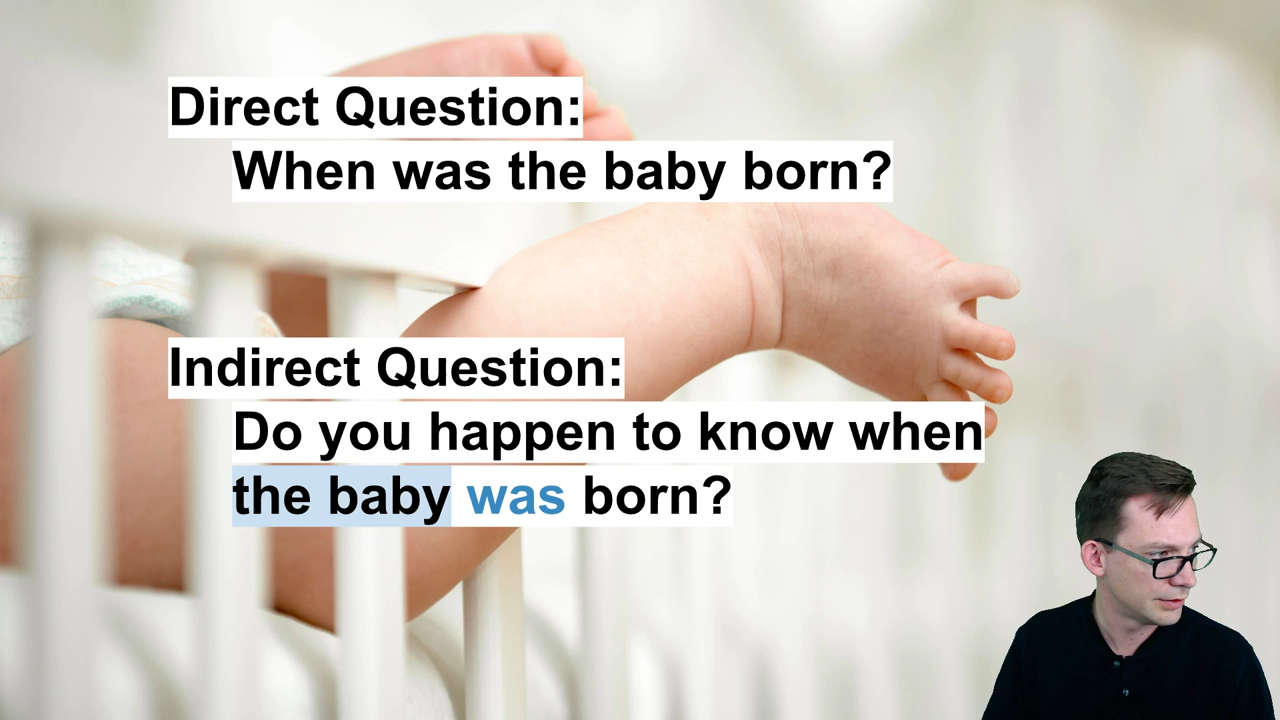 Direct Question:
When was the baby born?
Indirect Question:
Do you happen to know when
the baby was born?